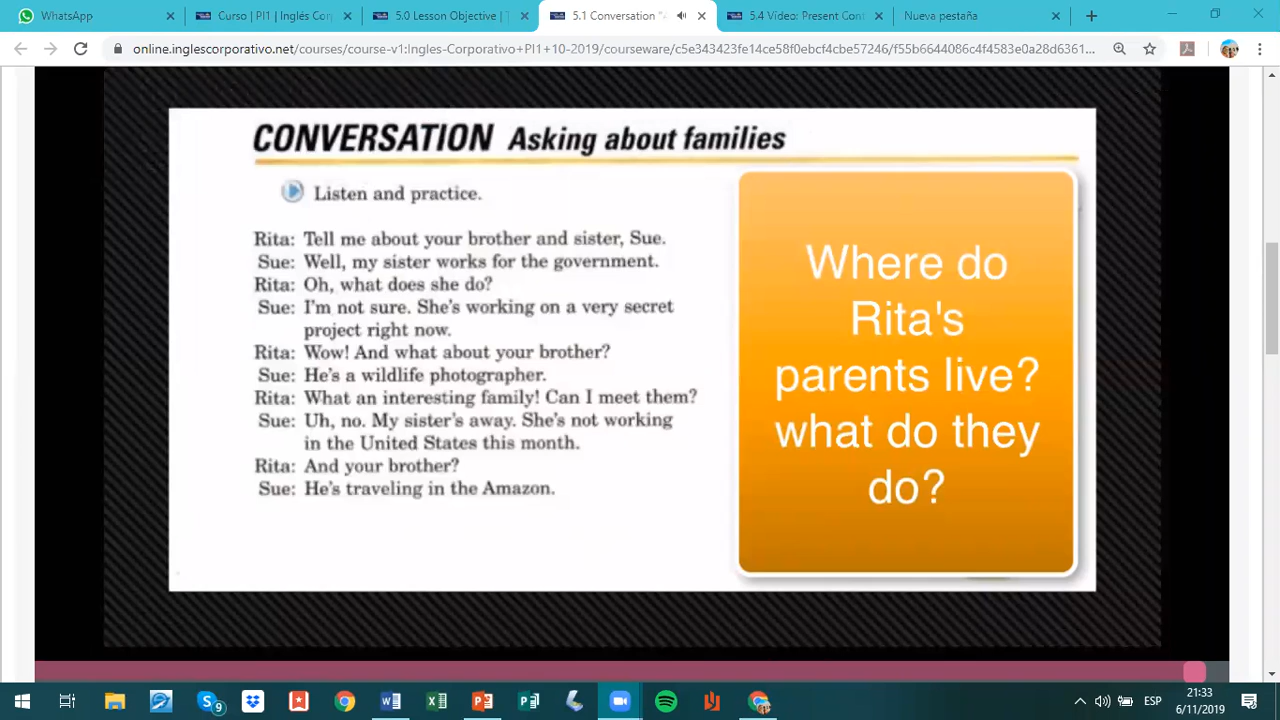 WhatsApp
Curso | PI1 | Inglés Cor
5.0 Lesson Objective | T
5.1 Conversation "A
5.4 Vídeo: Present Con
Nueva pestaña
online.inglescorporativo.net/courses/course-v1:Ingles-Corporativo+PI1+10-2019/courseware/c5e343423fe14ce58f0ebcf4cbe57246/f55b6644086c4f4583e0a28d6361...
CONVERSATION Asking about families
Listen and practice.
Rita: Tell me about your brother and sister, Sue.
Sue: Well, my sister works for the government.
Rita: Oh, what does she do?
Sue: I'm not sure. She's working on a very secret
project right now.
Rita: Wow! And what about your brother?
Sue: He's a wildlife photographer.
Rita: What an interesting family! Can I meet them?
Sue: Uh, no. My sister's away. She's not working
in the United States this month.
Rita: And your brother?
Sue: He's traveling in the Amazon.
Where do
Rita's
parents live?
what do they
do?
9
ESP
21:33
6/11/2019